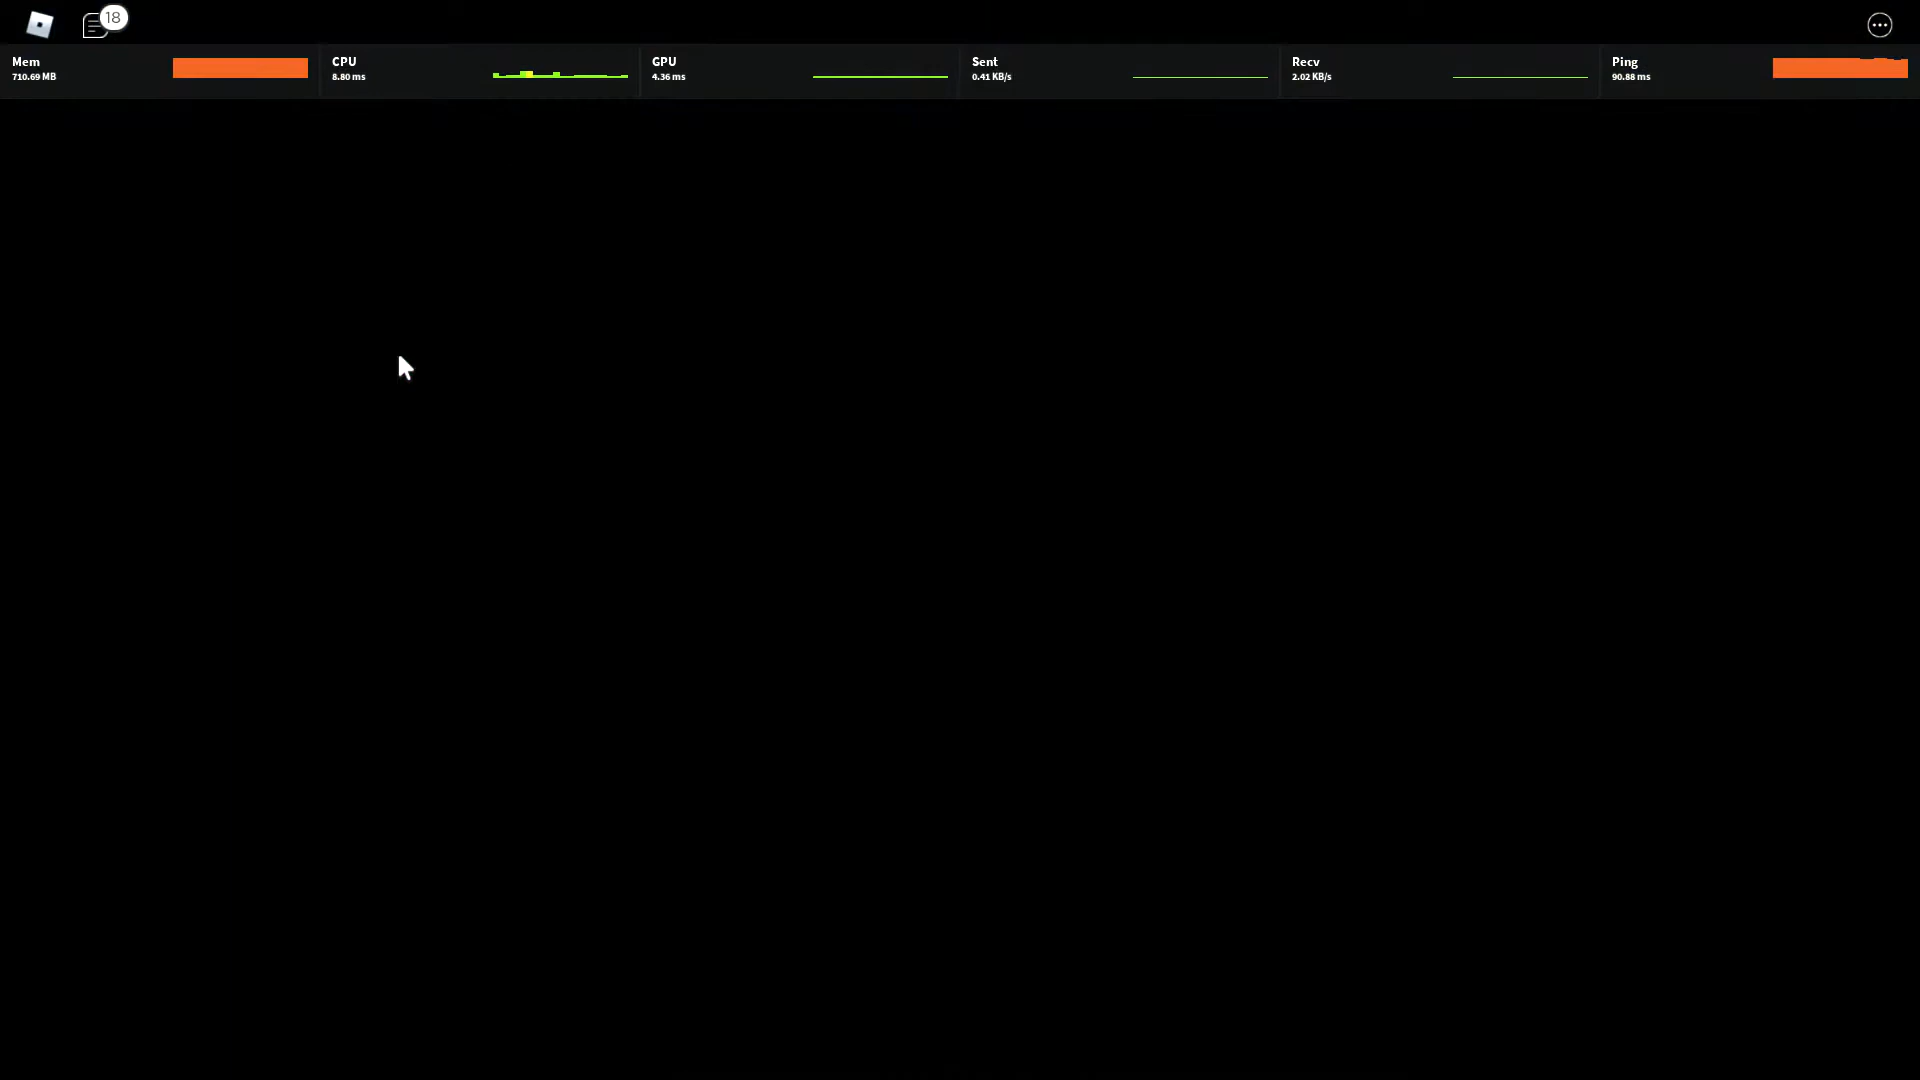 18
Mem
710.69 MB
CPU
8.80 ms
GPU
4.36 ms
Sent
0.41 KB/s
Recv
2.02 KB/s
Ping
90.88 ms